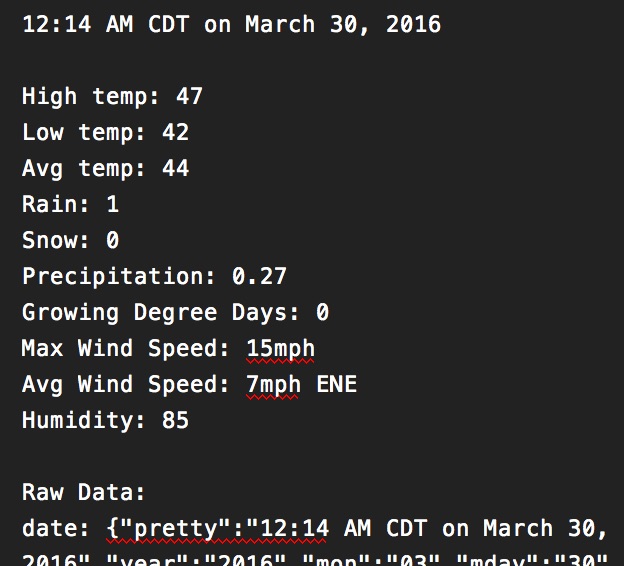 12:14 AM CDT on March 30, 2016
High temp: 47
Low temp: 42
Avg temp: 44
Rain: 1
Snow: 0
Precipitation: 0.27
Growing Degree Days: 0
Max Wind Speed: 15mph
Avg Wind Speed: 7mph ENE
Humidity: 85
Raw Data:
date: {"pretty":"12:14 AM CDT on March 30,
2016","year":"2016","mon":"03","mday":"30"